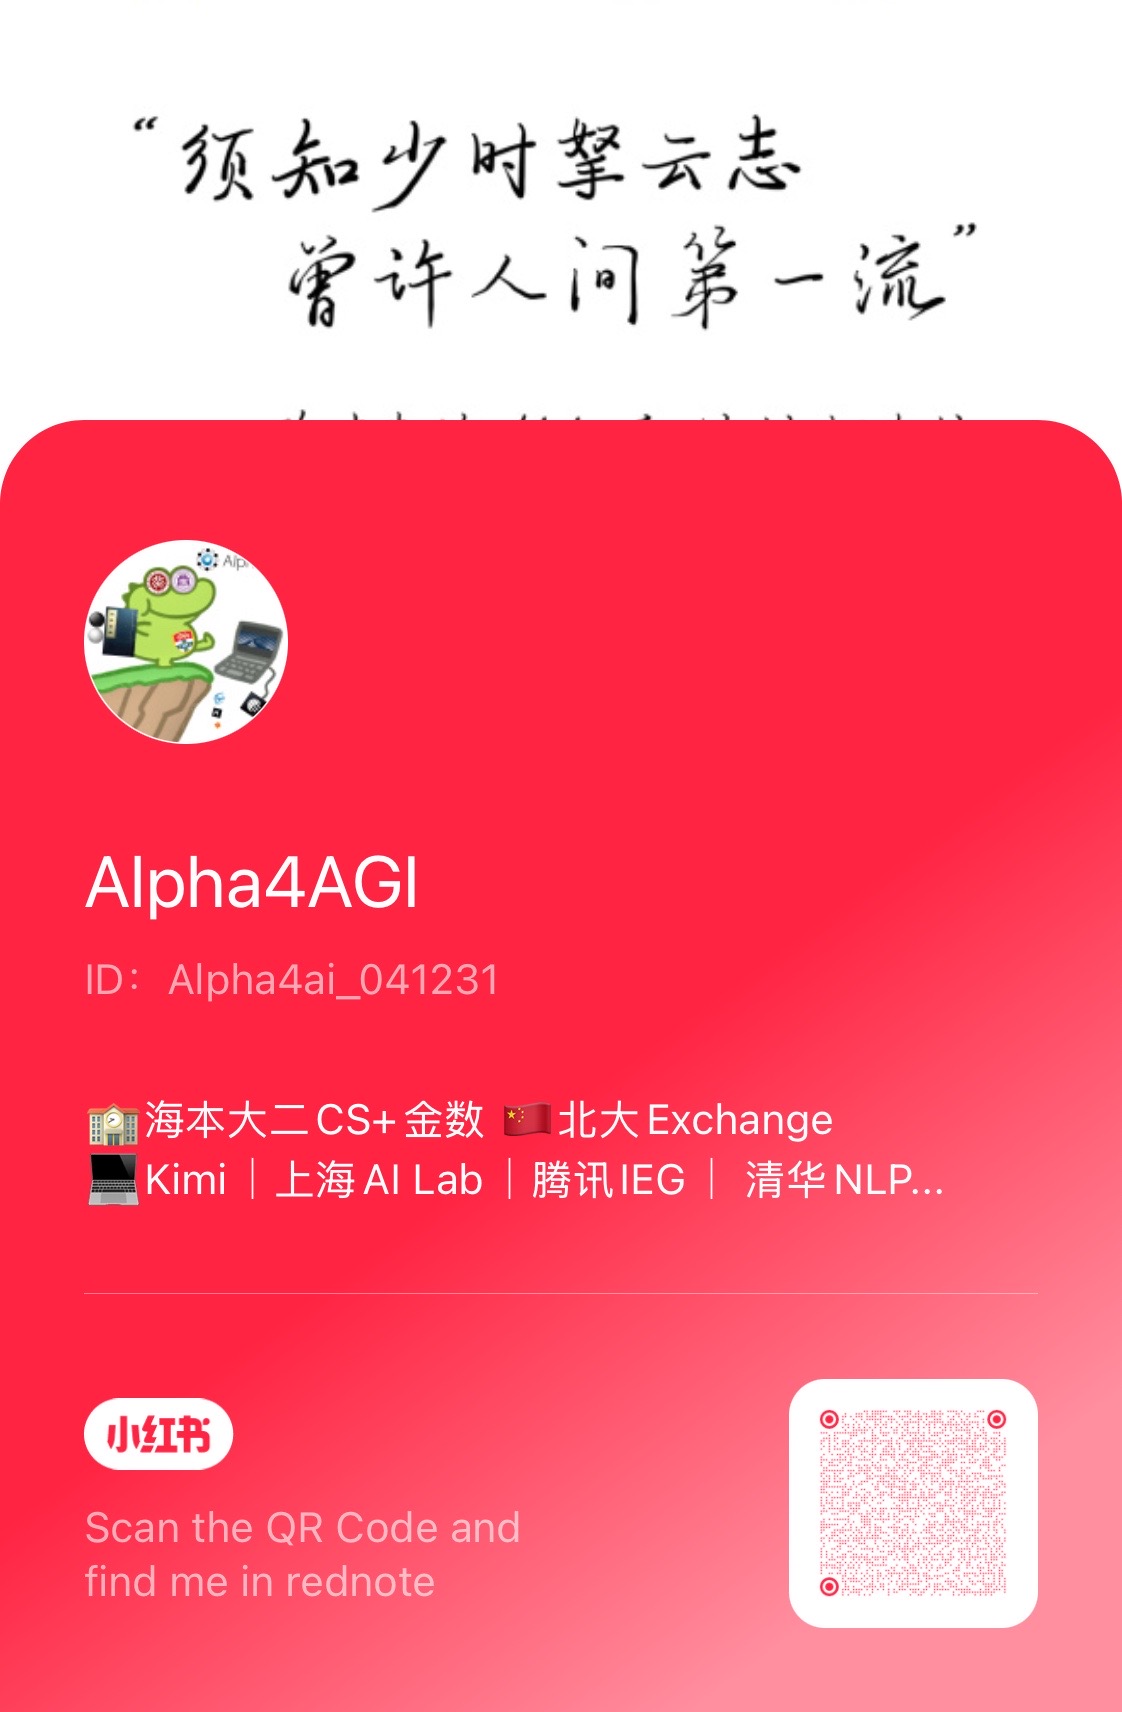 “须知少时拏云志
曾许人间第一流”
Alpha4AGI
ID： Alpha4ai_041231
海本大二CS+金数 北大Exchange
Kimi｜上海AI Lab｜腾讯IEG｜ 清华NLP...
小红书
Scan the QR Code and
find me in rednote